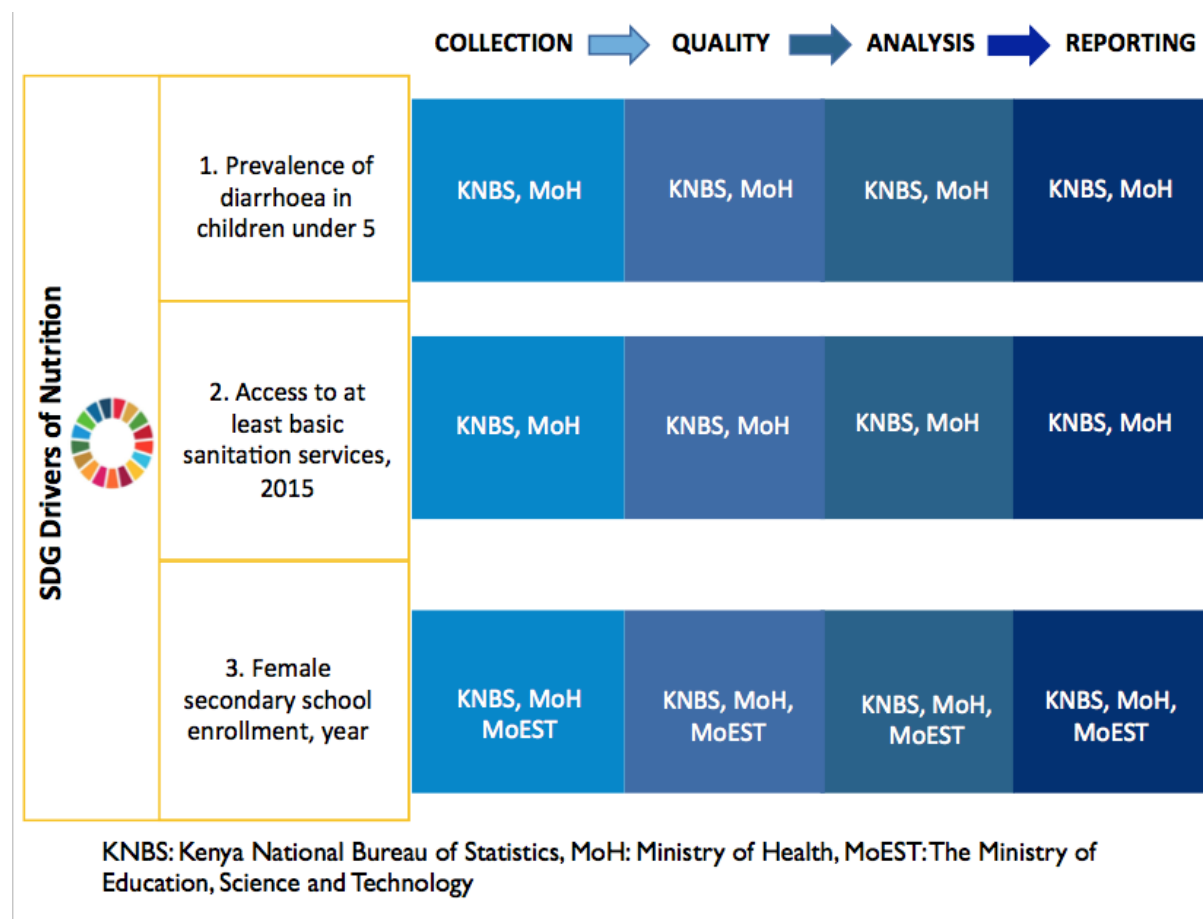 COLLECTION QUALITY ANALYSIS REPORTING
SDG Drivers of Nutrition
1. Prevalence of
diarrhoea in
children under 5
KNBS, MoH
KNBS, MoH
KNBS, MoH
KNBS, MoH
2. Access to at
least basic
sanitation services,
2015
KNBS, MoH
KNBS, MoH
KNBS, MoH
KNBS, MoH
3. Female
secondary school
enrollment, year
KNBS, MoH
MoEST
KNBS, MoH,
MoEST
KNBS, MoH,
MoEST
KNBS, MoH,
MoEST
KNBS: Kenya National Bureau of Statistics, MoH: Ministry of Health, MoEST: The Ministry of
Education, Science and Technology